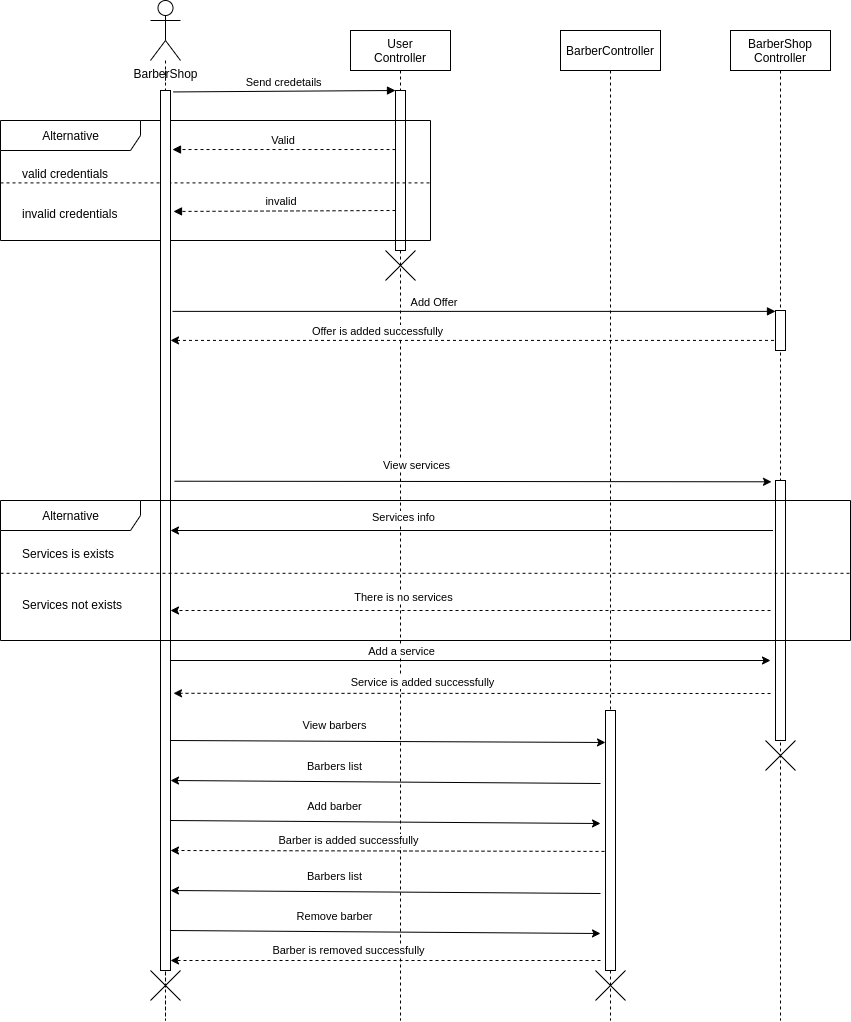 User
Controller
BarberController
BarberShop
Controller
BarberShop
Send credetails
Alternative
Valid
valid credentials
invalid
invalid credentials
Add Offer
Offer is added successfully
View services
Alternative
Services info
Services is exists
There is no services
Services not exists
Add a service
Service is added successfully
View barbers
Barbers list
Add barber
Barber is added successfully
Barbers list
Remove barber
Barber is removed successfully